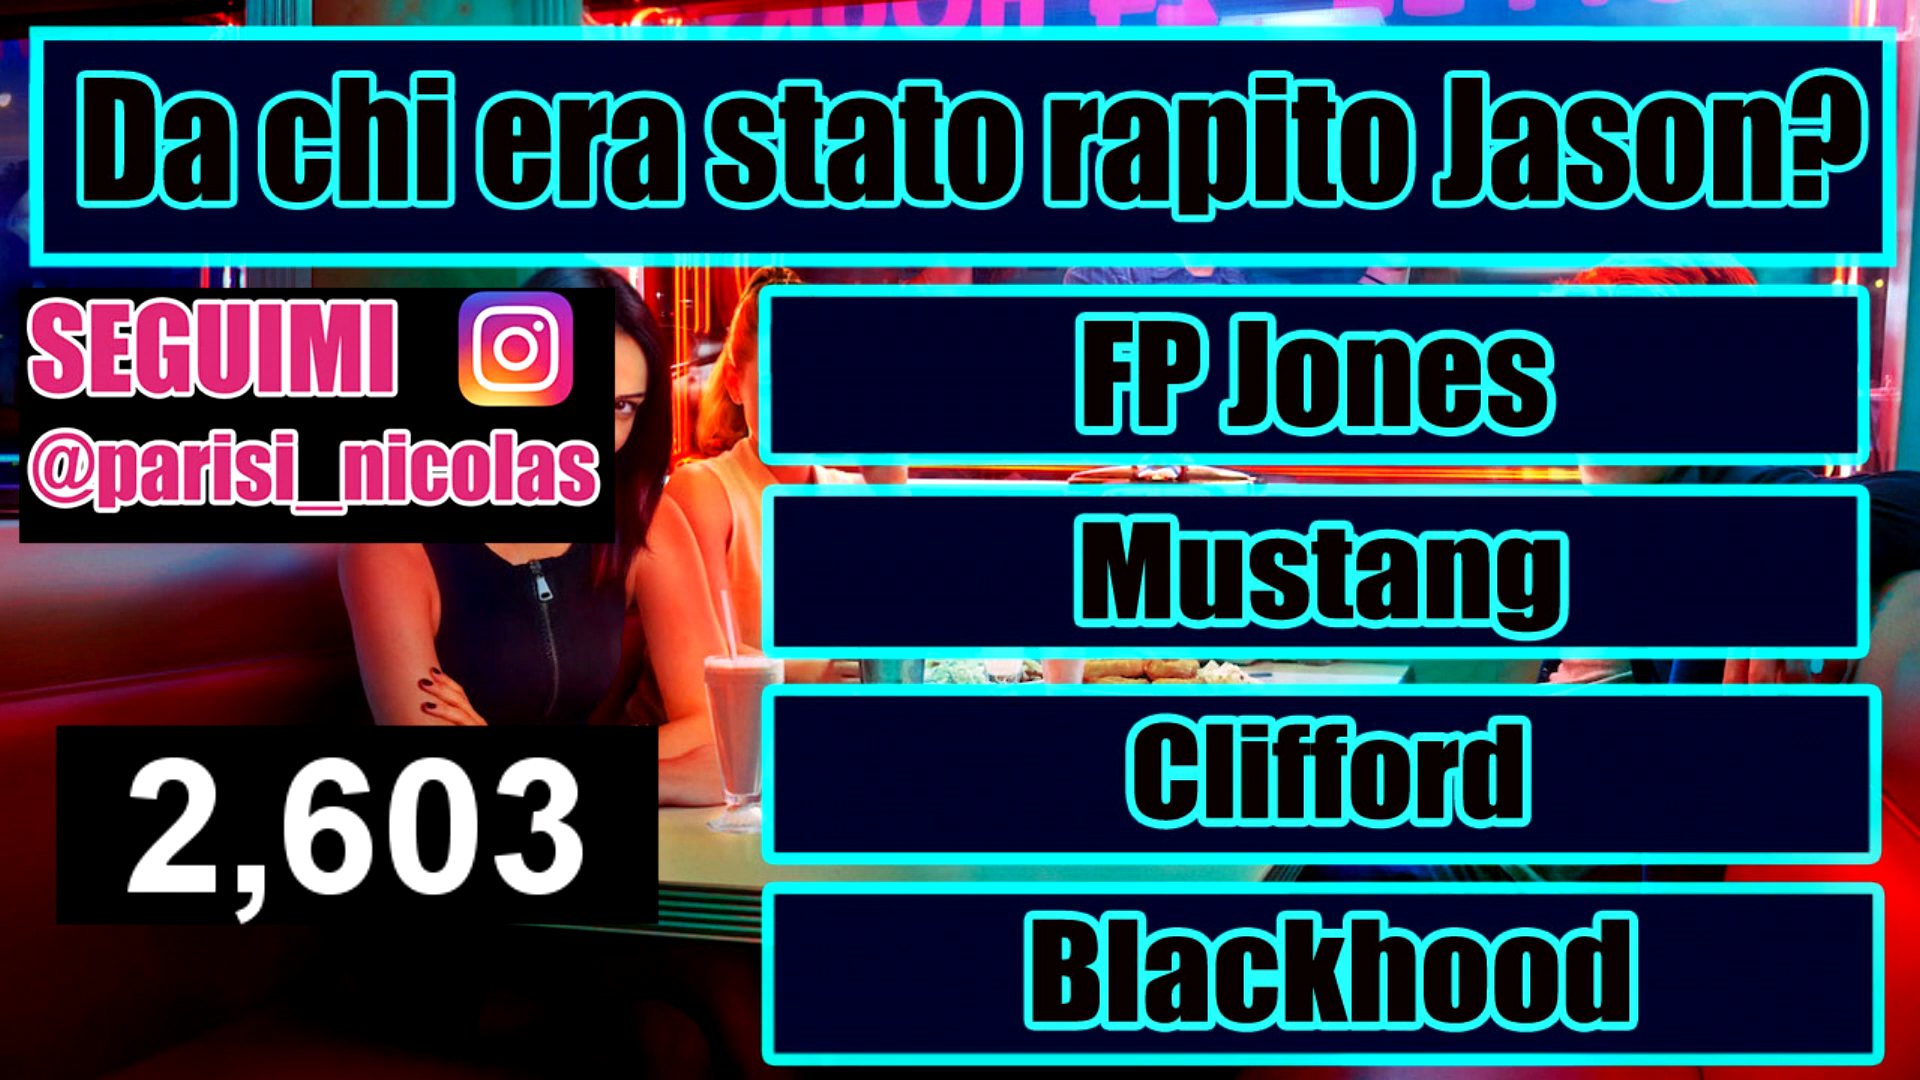 Da chi era stato rapito Jason?
SEGUIMI
@parisi_nicolas
FP Jones
Mustang
2,603
Clifford
Blackhood